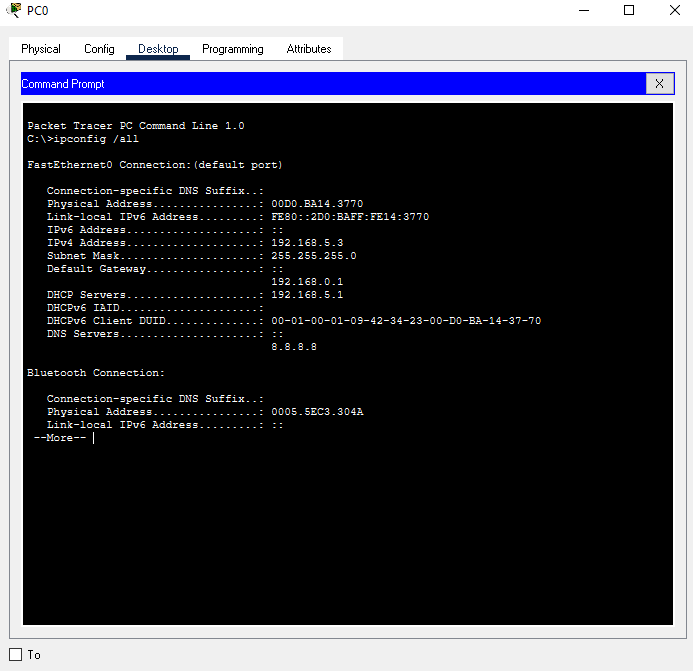 PC0
Physical Config Desktop Programming Attributes
Command Prompt X
Packet Tracer PC Command Line 1.0
C:\>ipconfig /all
FastEthernet0 Connection:(default port)
Connection-specific DNS Suffix..:
Physical Address................: 00D0.BA14.3770
Link-local IPv6 Address.........: FE80::2D0:BAFF:FE14:3770
IPv6 Address....................: ::
IPv4 Address....................: 192.168.5.3
Subnet Mask.....................: 255.255.255.0
Default Gateway.................: ::
192.168.0.1
DHCP Servers....................: 192.168.5.1
DHCPv6 IAID.....................:
DHCPv6 Client DUID..............: 00-01-00-01-09-42-34-23-00-D0-BA-14-37-70
DNS Servers.....................: ::
8.8.8.8
Bluetooth Connection:
Connection-specific DNS Suffix..:
Physical Address................: 0005.5EC3.304A
Link-local IPv6 Address.........: ::
--More--
To